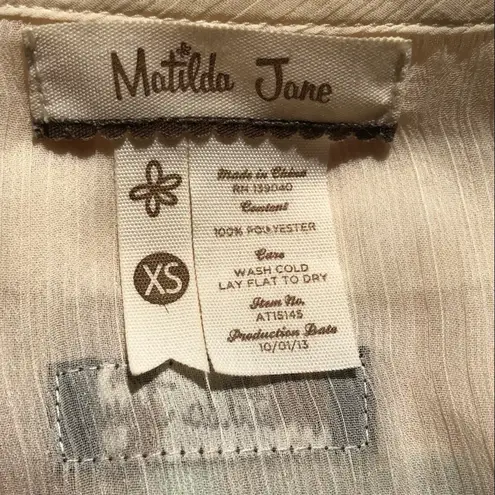 Matilda Jane
XS
Made in China
RN 139040
Content
100% POLYESTER
Care
WASH COLD
LAY FLAT TO DRY
Item No.
AT15145
Production Date
10/01/13